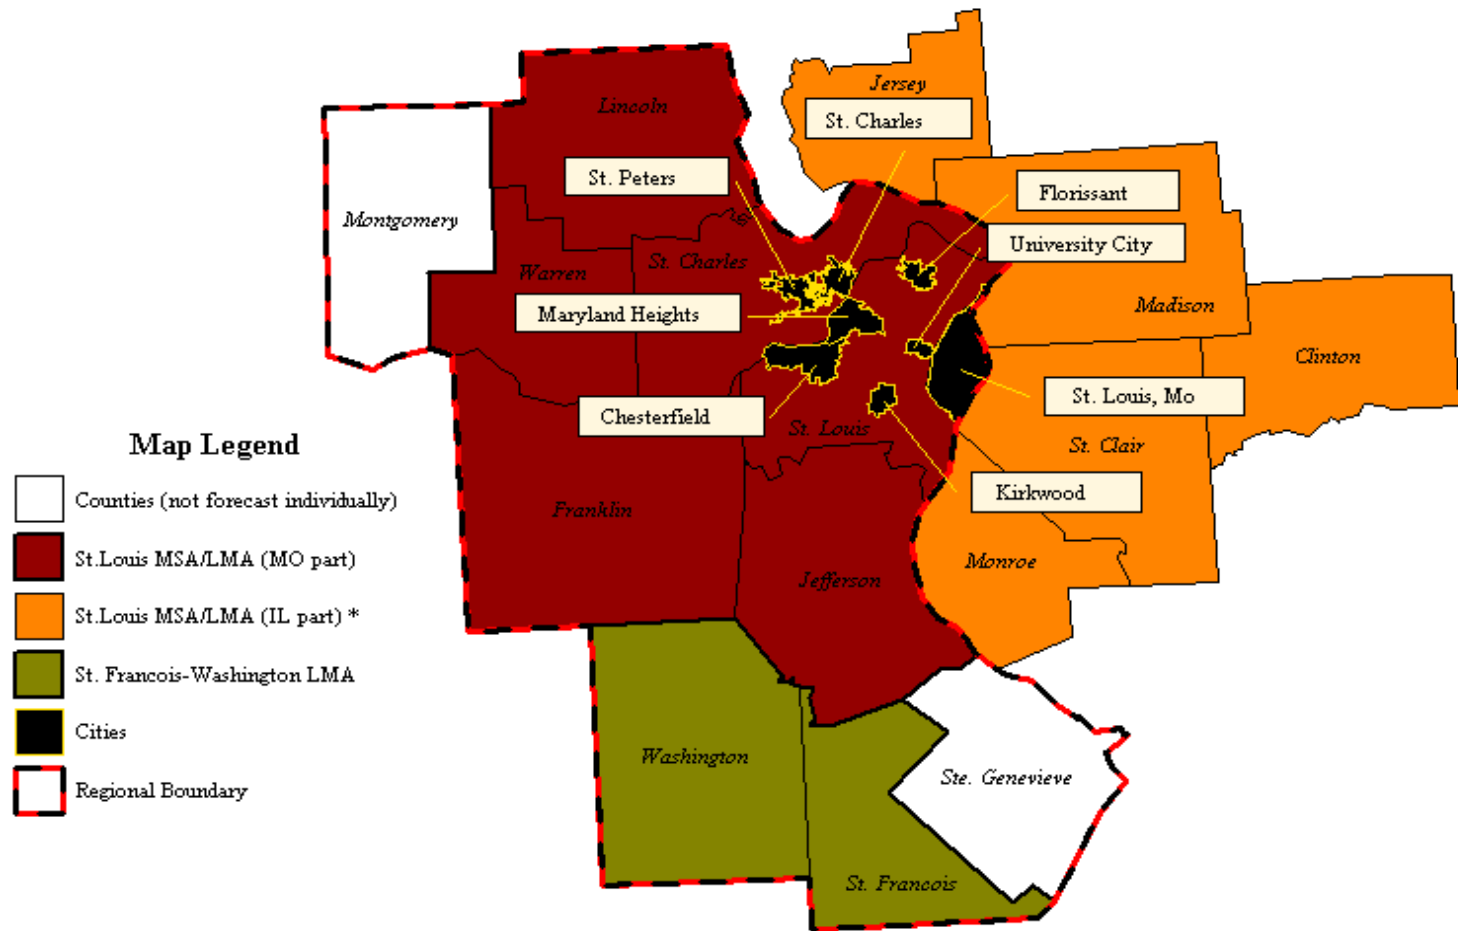 Jersey
Lincoln
St. Charles
St. Peters
Florissant
Montgomery
University City
St. Charles
Warren
Madison
Maryland Heights
Clinton
St. Louis, Mo
Chesterfield
St. Louis
St. Clair
Kirkwood
Franklin
Monroe
Jefferson
Washington
Ste. Genevieve
St. Francois
Map Legend
Counties (not forecast individually)
St.Louis MSA/LMA (MO part)
St.Louis MSA/LMA (IL part) *
St. Francois-Washington LMA
Cities
Regional Boundary